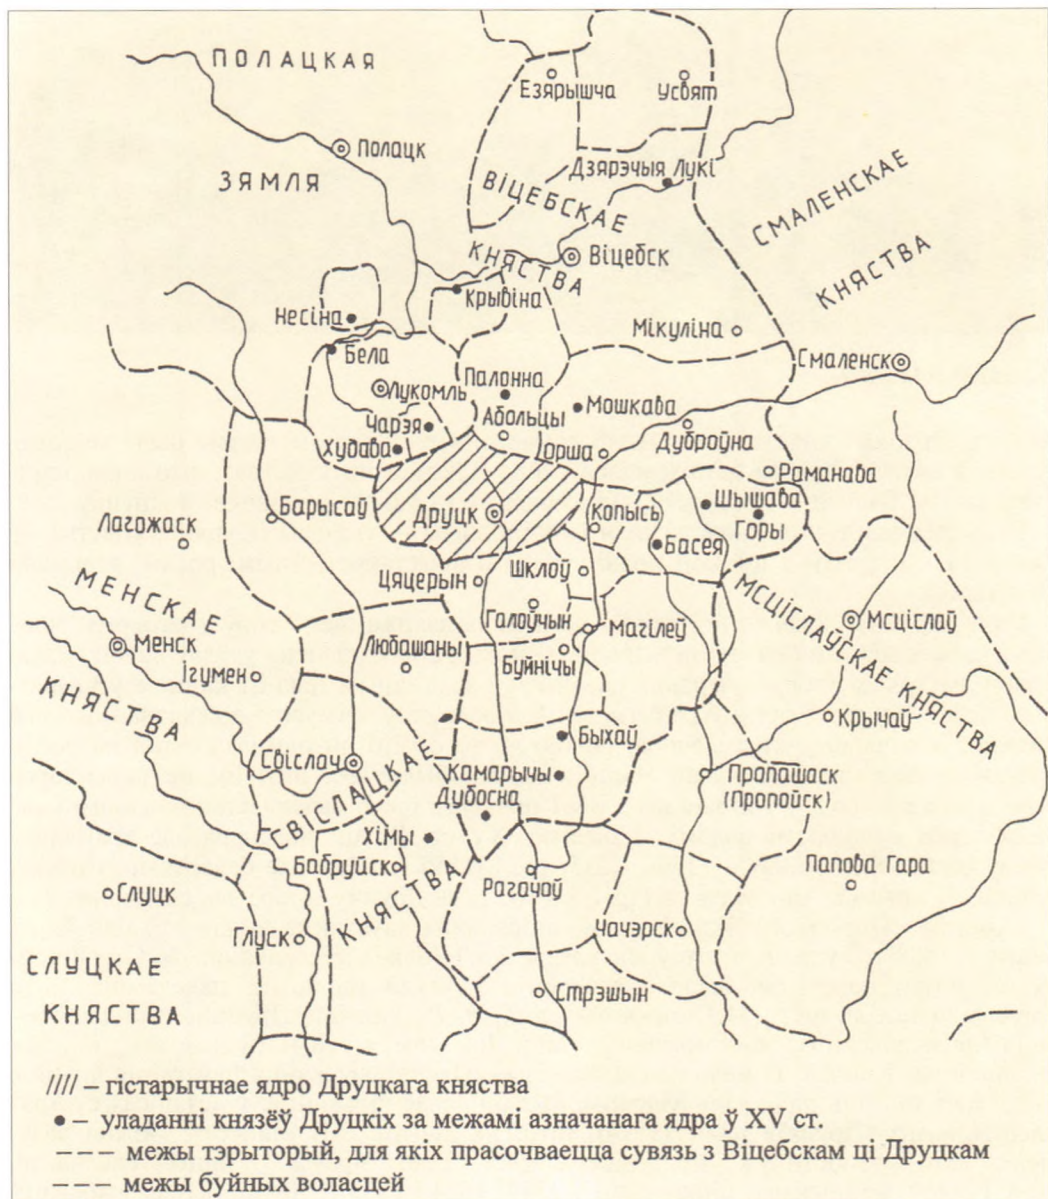 ПОЛАЦКАЯ
ЗЯМЛЯ
Полацк
Езярышча
Усвят
Дзярэчыя Лукі
ВІЦЕБСКАЕ
КНЯСТВА
Віцебск
СМАЛЕНСКАЕ
КНЯСТВА
Крывіна
Несіна
Мікуліна
Бела
Смаленск
Лукомль
Палонна
Мошкава
Чарэя
Абольцы
Худава
Орша
Дуброўна
Раманава
Шышава
Горы
Барысаў
Друцк
Копысь
Лагожаск
Басея
Цяцерын
Шклоў
МЕНСКАЕ
КНЯСТВА
Галоўчын
МСЦІСЛАЎСКАЕ КНЯСТВА
Мсціслаў
Менск
Магілеў
Любашаны
Буйнічы
Ігумен
Крычаў
Быхаў
Свіслач
Камарычы
Пропашаск
(Пропойск)
Дубосна
СВІСЛАЦКАЕ
КНЯСТВА
Хімы
Бабруйск
Рагачоў
Папова Гара
Слуцк
Глуск
Чачэрск
СЛУЦКАЕ
КНЯСТВА
Стрэшын
//// – гістарычнае ядро Друцкага княства
• – уладанні князёў Друцкіх за межамі азначанага ядра ў XV ст.
– – – – межы тэрыторый, для якіх прасочваецца сувязь з Віцебскам ці Друцкам
– – – – межы буйных воласцей